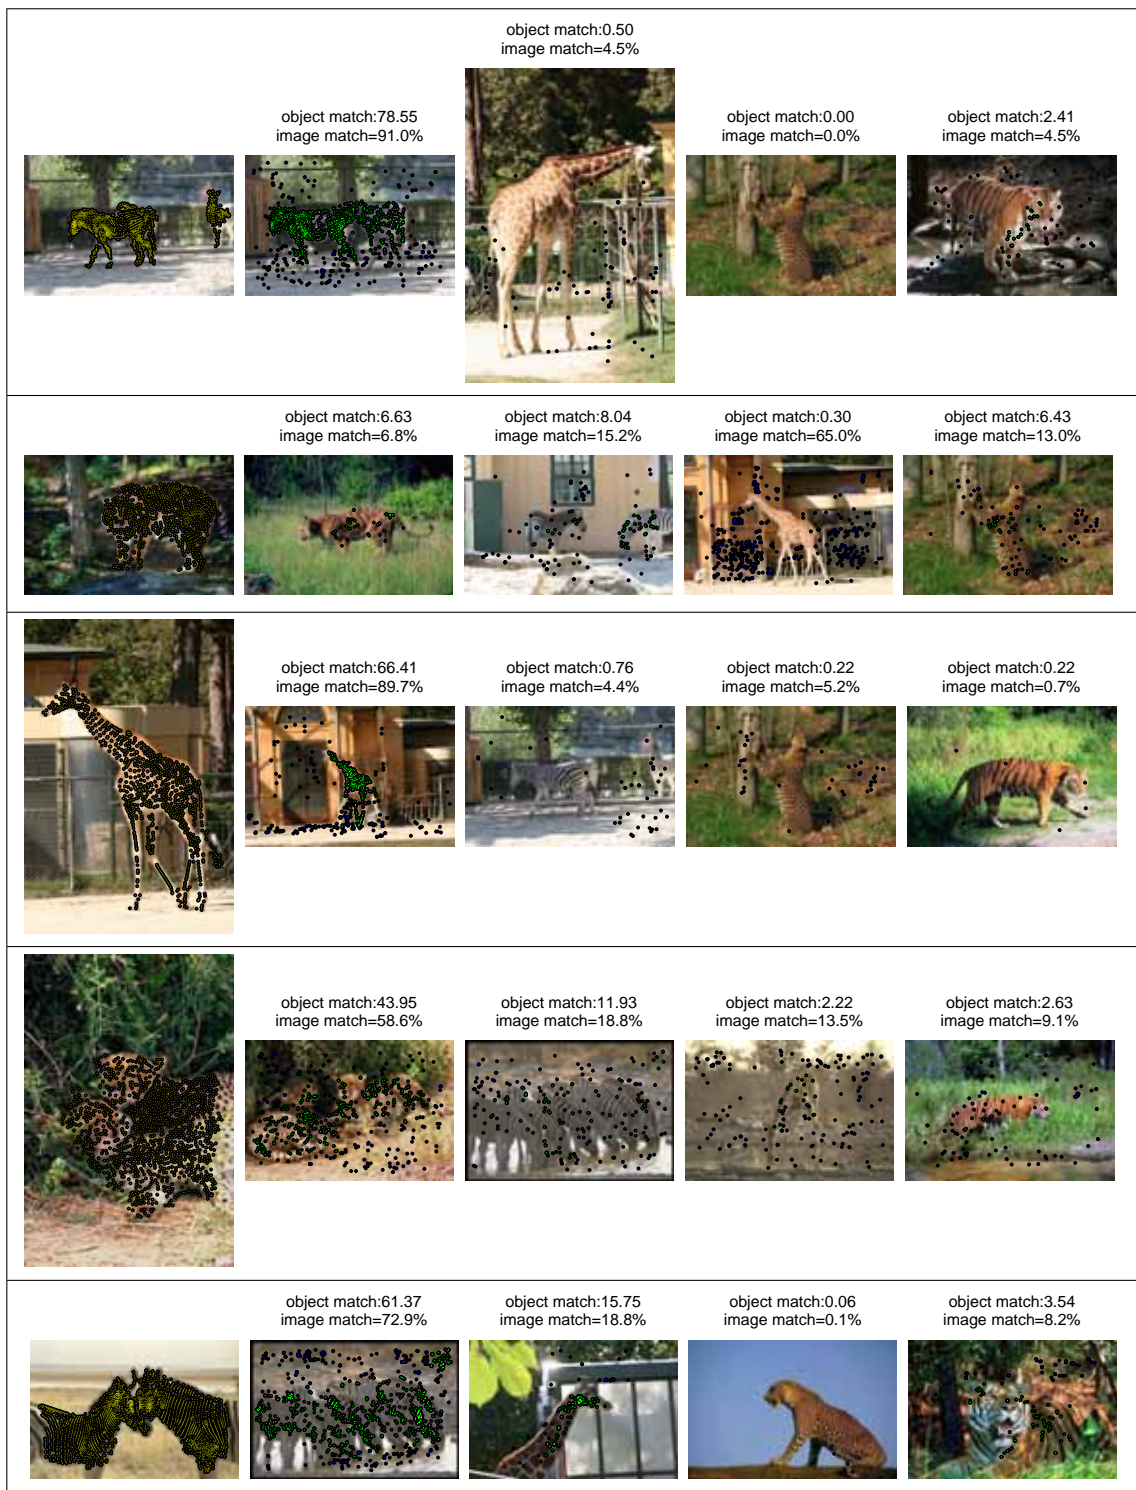 object match:0.50
image match=4.5%
object match:78.55
image match=91.0%
object match:0.00
image match=0.0%
object match:2.41
image match=4.5%
object match:6.63
image match=6.8%
object match:8.04
image match=15.2%
object match:0.30
image match=65.0%
object match:6.43
image match=13.0%
object match:66.41
image match=89.7%
object match:0.76
image match=4.4%
object match:0.22
image match=5.2%
object match:0.22
image match=0.7%
object match:43.95
image match=58.6%
object match:11.93
image match=18.8%
object match:2.22
image match=13.5%
object match:2.63
image match=9.1%
object match:61.37
image match=72.9%
object match:15.75
image match=18.8%
object match:0.06
image match=0.1%
object match:3.54
image match=8.2%